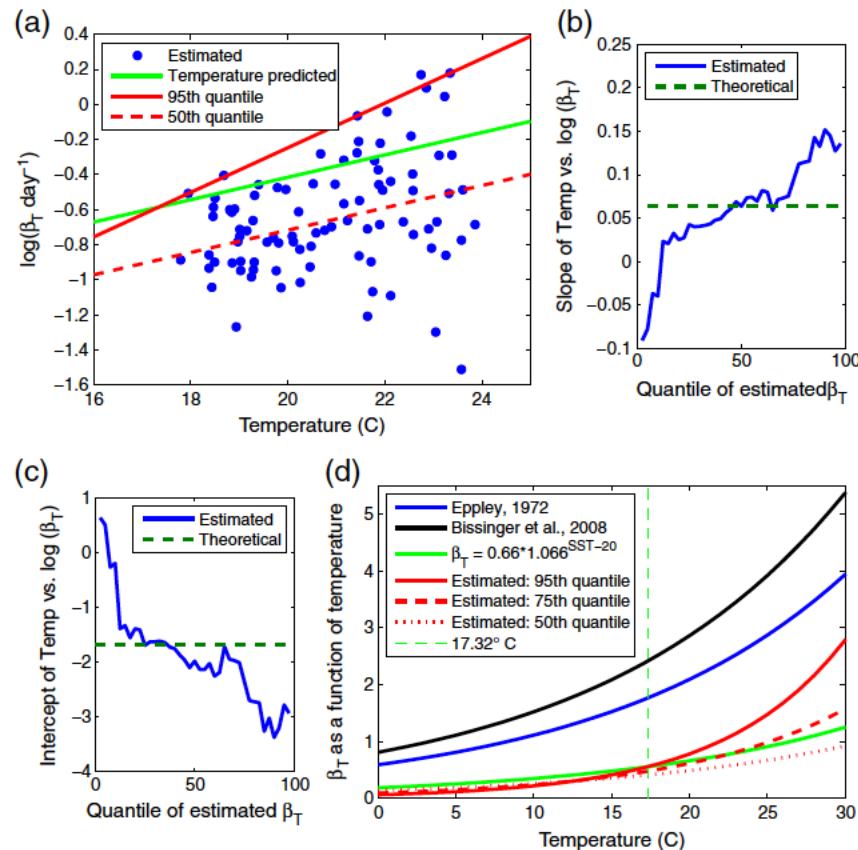 (a)
0.4
0.2
0
−0.2
−0.4
−0.6
−0.8
−1
−1.2
−1.4
−1.6
log(β_T day⁻¹)
Estimated
Temperature predicted
95th quantile
50th quantile
16 18 20 22 24
Temperature (C)
(b)
0.25
0.2
0.15
0.1
0.05
0
−0.05
−0.1
Slope of Temp vs. log (β_T)
Estimated
Theoretical
0 50 100
Quantile of estimatedβ_T
(c)
1
0
−1
−2
−3
−4
Intercept of Temp vs. log (β_T)
Estimated
Theoretical
0 50 100
Quantile of estimated β_T
(d)
5
4
3
2
1
0
β_T as a function of temperature
Eppley, 1972
Bissinger et al., 2008
β_T = 0.66*1.066^SST−20
Estimated: 95th quantile
Estimated: 75th quantile
Estimated: 50th quantile
17.32° C
0 5 10 15 20 25 30
Temperature (C)